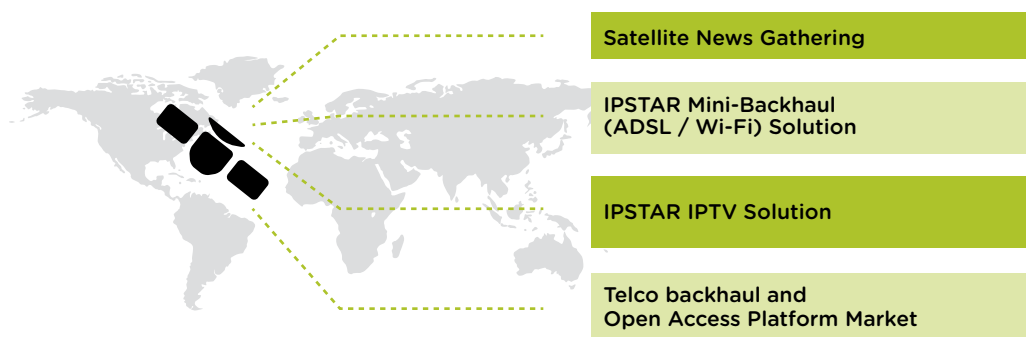 Satellite News Gathering
IPSTAR Mini-Backhaul
(ADSL / Wi-Fi) Solution
IPSTAR IPTV Solution
Telco backhaul and
Open Access Platform Market